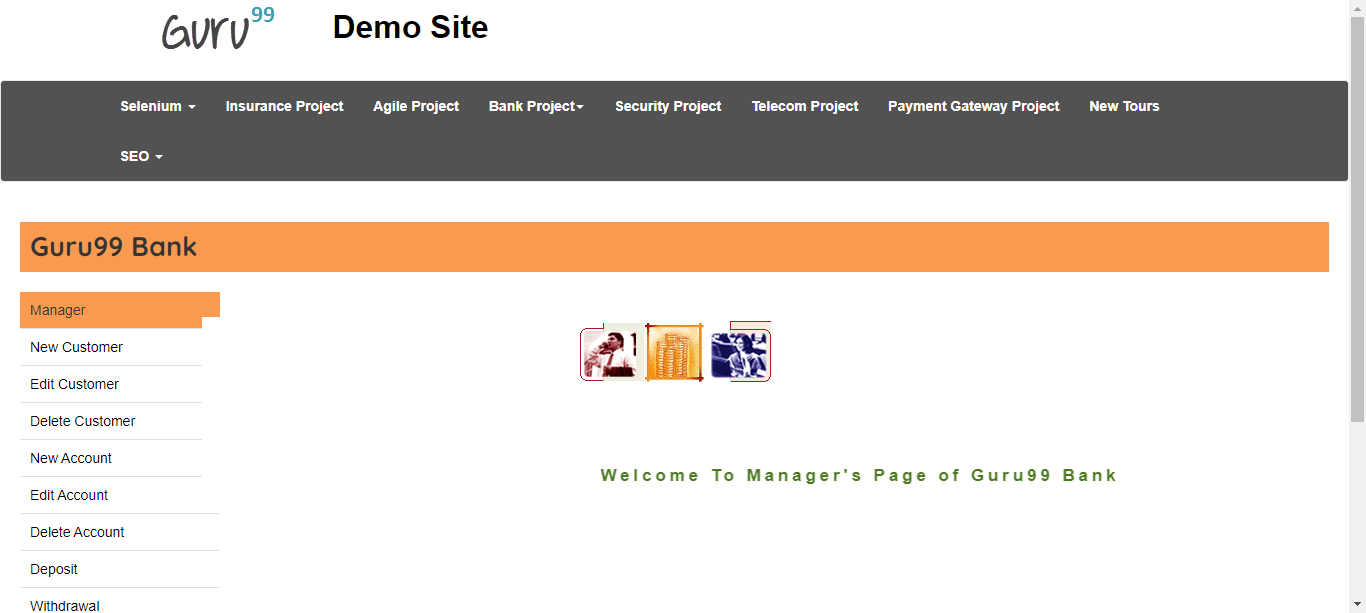 Guru99 Demo Site
Selenium Insurance Project Agile Project Bank Project Security Project Telecom Project Payment Gateway Project New Tours
SEO
Guru99 Bank
Manager
New Customer
Edit Customer
Delete Customer
New Account
Edit Account
Delete Account
Deposit
Withdrawal
Welcome To Manager's Page of Guru99 Bank